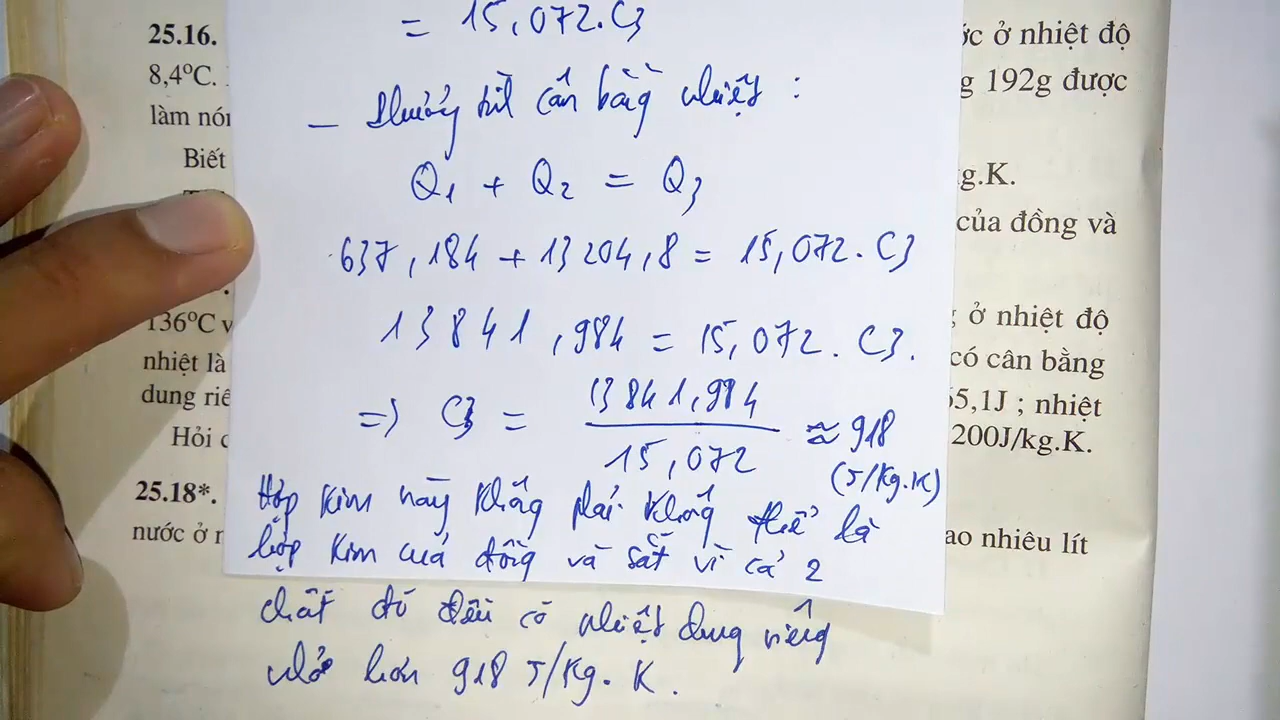 = 15,072.C3
25.16. ớc ở nhiệt độ
8,4°C. g 192g được
làm nón
– Phương trình cân bằng nhiệt :
Biết g.K.
Q1 + Q2 = Q3
của đồng và
637,184 + 13204,8 = 15,072.C3
136°C v g ở nhiệt độ
13841,984 = 15,072.C3.
nhiệt là có cân bằng
dung riê 65,1J ; nhiệt
=> C3 = 13841,984 / 15,072 ≈ 918 (J/kg.K)
Hỏi c 200J/kg.K.
25.18*. Hợp kim này không phải không thể là
nước ở r ao nhiêu lít
hợp kim của đồng và sắt vì cả 2
chất đó đều có nhiệt dung riêng
nhỏ hơn 918 J/kg.K.